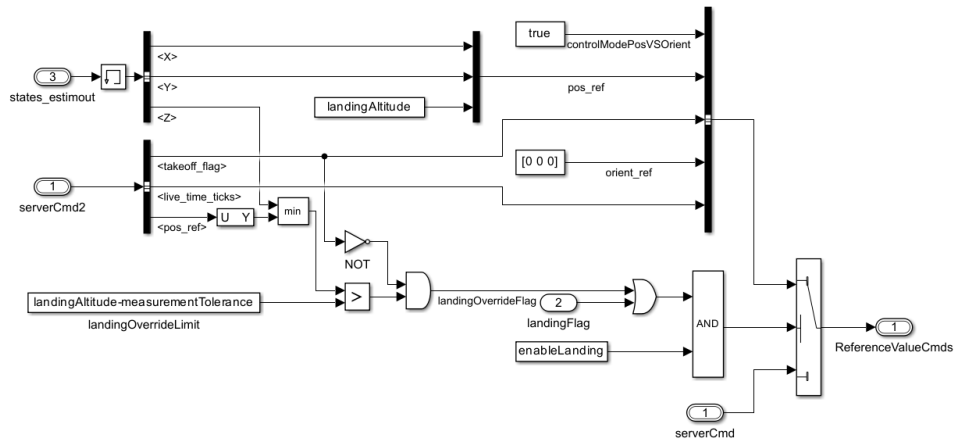 true
controlModePosVSOrient
<X>
3
states_estimout
<Y>
pos_ref
landingAltitude
<Z>
<takeoff_flag>
[0 0 0]
orient_ref
1
serverCmd2
<live_time_ticks>
U Y
min
<pos_ref>
NOT
landingAltitude-measurementTolerance
>
landingOverrideLimit
landingOverrideFlag
2
landingFlag
AND
1
ReferenceValueCmds
enableLanding
1
serverCmd